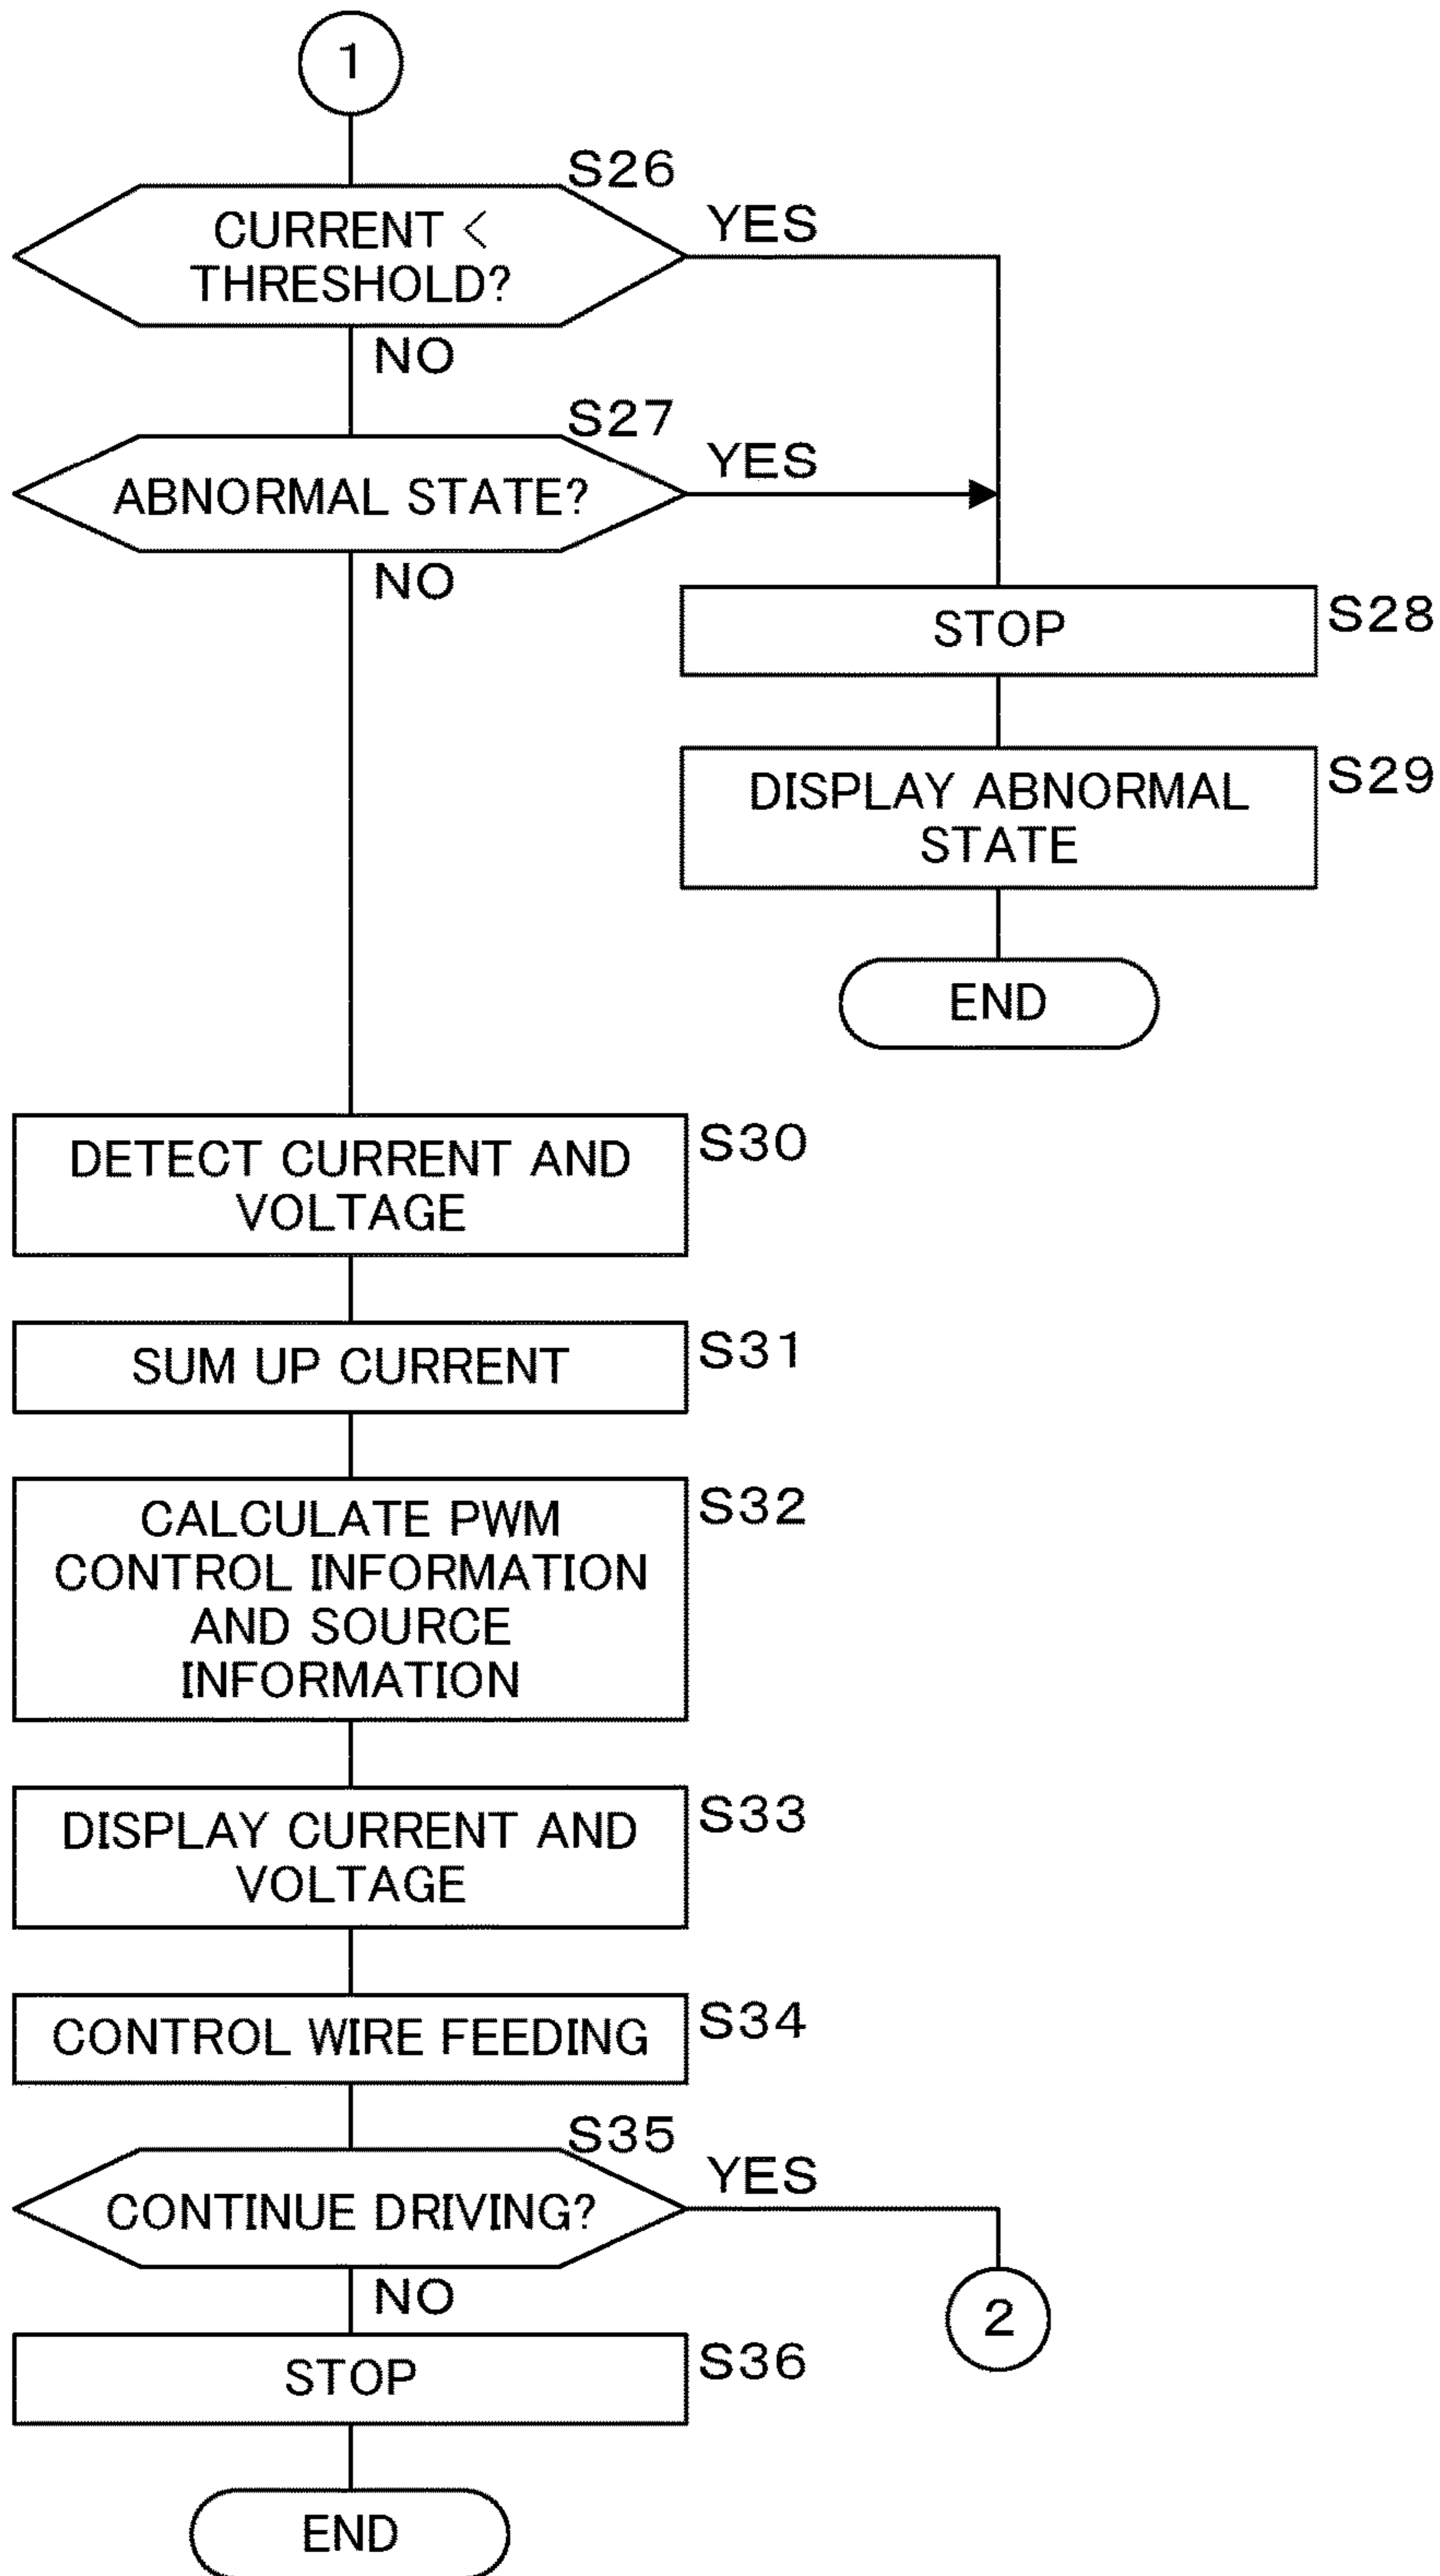 1
S26
CURRENT <
THRESHOLD?
YES
NO
S27
ABNORMAL STATE?
YES
NO
STOP
S28
DISPLAY ABNORMAL
STATE
S29
END
DETECT CURRENT AND
VOLTAGE
S30
SUM UP CURRENT
S31
CALCULATE PWM
CONTROL INFORMATION
AND SOURCE
INFORMATION
S32
DISPLAY CURRENT AND
VOLTAGE
S33
CONTROL WIRE FEEDING
S34
S35
CONTINUE DRIVING?
YES
NO
2
STOP
S36
END